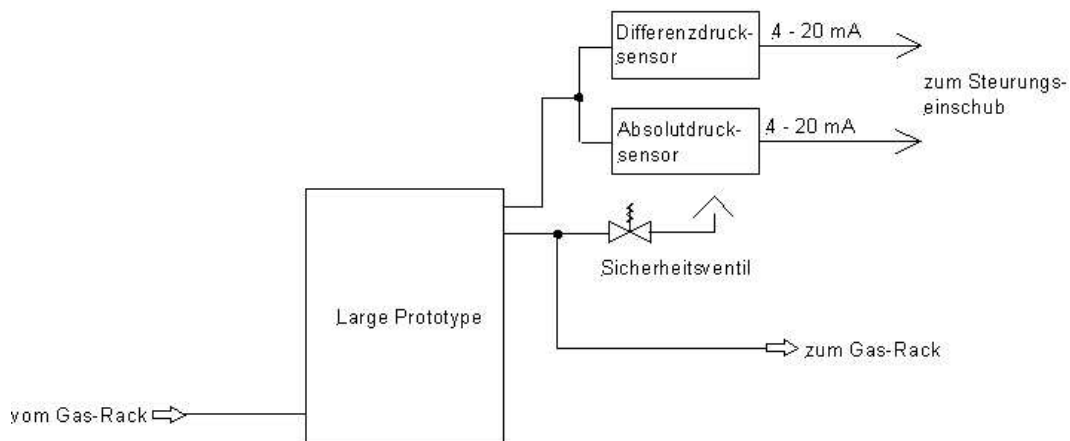 Differenzdruck-
sensor
4 - 20 mA
zum Steurungs-
einschub
Absolutdruck-
sensor
4 - 20 mA
Sicherheitsventil
Large Prototype
zum Gas-Rack
vom Gas-Rack